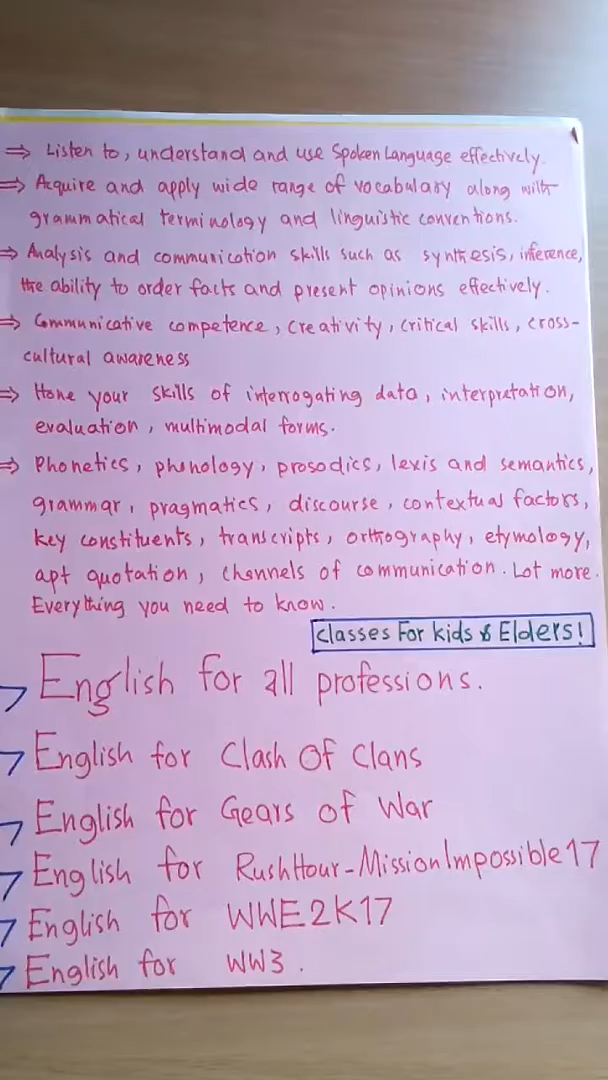 ⇒ Listen to, understand and use Spoken Language effectively.
⇒ Acquire and apply wide range of vocabulary along with
grammatical terminology and linguistic conventions.
⇒ Analysis and communication skills such as synthesis, inference,
the ability to order facts and present opinions effectively.
⇒ Communicative competence, creativity, critical skills, cross-
cultural awareness
⇒ Hone your skills of interrogating data, interpretation,
evaluation, multimodal forms.
⇒ Phonetics, phonology, prosodics, lexis and semantics,
grammar, pragmatics, discourse, contextual factors,
key constituents, transcripts, orthography, etymology,
apt quotation, channels of communication. Lot more.
Everything you need to know.
Classes For kids & Elders!
English for all professions.
English for Clash Of Clans
English for Gears of War
English for RushHour-MissionImpossible17
English for WWE2K17
English for WW3.